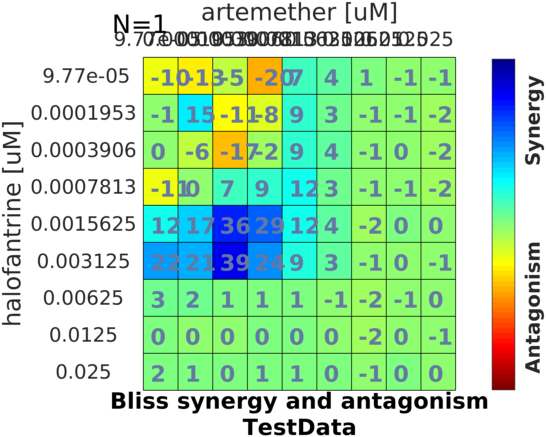 artemether [uM]
N=1
9.77e-05 -10 -13 -5 -20 7 4 1 -1 -1
0.0001953 -1 15 -11 -8 9 3 -1 -1 -2
0.0003906 0 -6 -17 -2 9 4 -1 0 -2
0.0007813 -11 0 7 9 12 3 -1 -1 -2
0.0015625 12 17 36 29 12 4 -2 0 0
0.003125 22 21 39 24 9 3 -1 0 -1
0.00625 3 2 1 1 1 -1 -2 -1 0
0.0125 0 0 0 0 0 0 -2 0 -1
0.025 2 1 0 1 1 0 -1 0 0
halofantrine [uM]
Synergy
Antagonism
Bliss synergy and antagonism
TestData